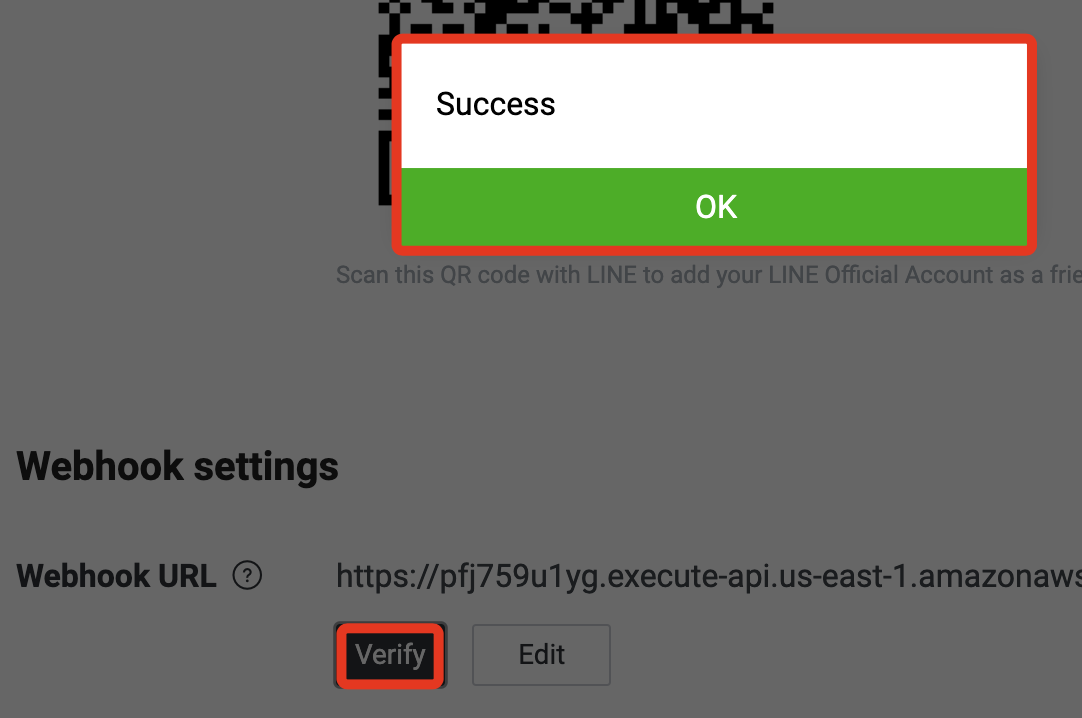 Success
OK
Scan this QR code with LINE to add your LINE Official Account as a frie
Webhook settings
Webhook URL ?
https://pfj759u1yg.execute-api.us-east-1.amazonaws
Verify
Edit